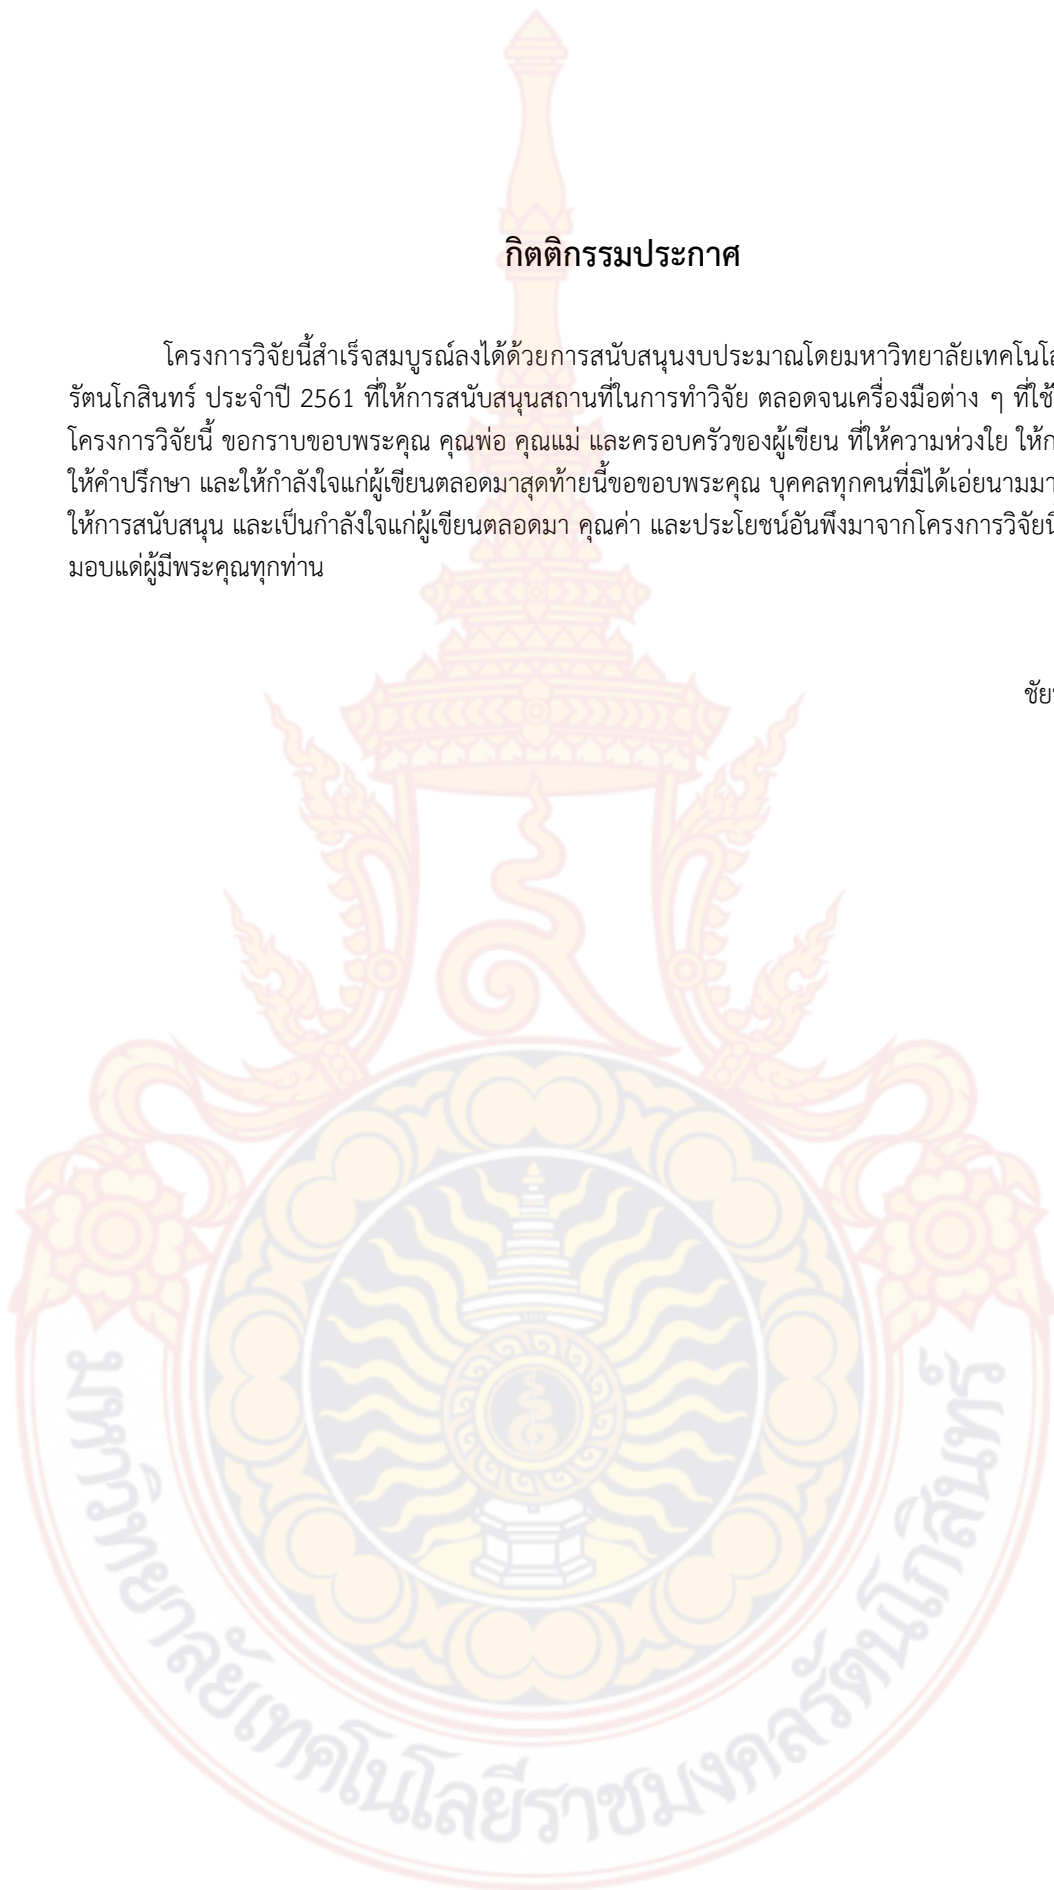 กิตติกรรมประกาศ
โครงการวิจัยนี้สำเร็จสมบูรณ์ลงได้ด้วยการสนับสนุนงบประมาณโดยมหาวิทยาลัยเทคโนโล
รัตนโกสินทร์ ประจำปี 2561 ที่ให้การสนับสนุนสถานที่ในการทำวิจัย ตลอดจนเครื่องมือต่าง ๆ ที่ใช้
โครงการวิจัยนี้ ขอกราบขอบพระคุณ คุณพ่อ คุณแม่ และครอบครัวของผู้เขียน ที่ให้ความห่วงใย ให้ก
ให้คำปรึกษา และให้กำลังใจแก่ผู้เขียนตลอดมาสุดท้ายนี้ขอขอบพระคุณ บุคคลทุกคนที่มิได้เอ่ยนามมา
ให้การสนับสนุน และเป็นกำลังใจแก่ผู้เขียนตลอดมา คุณค่า และประโยชน์อันพึงมาจากโครงการวิจัยนี้
มอบแด่ผู้มีพระคุณทุกท่าน
ชัย
มหาวิทยาลัยเทคโนโลยีราชมงคลรัตนโกสินทร์